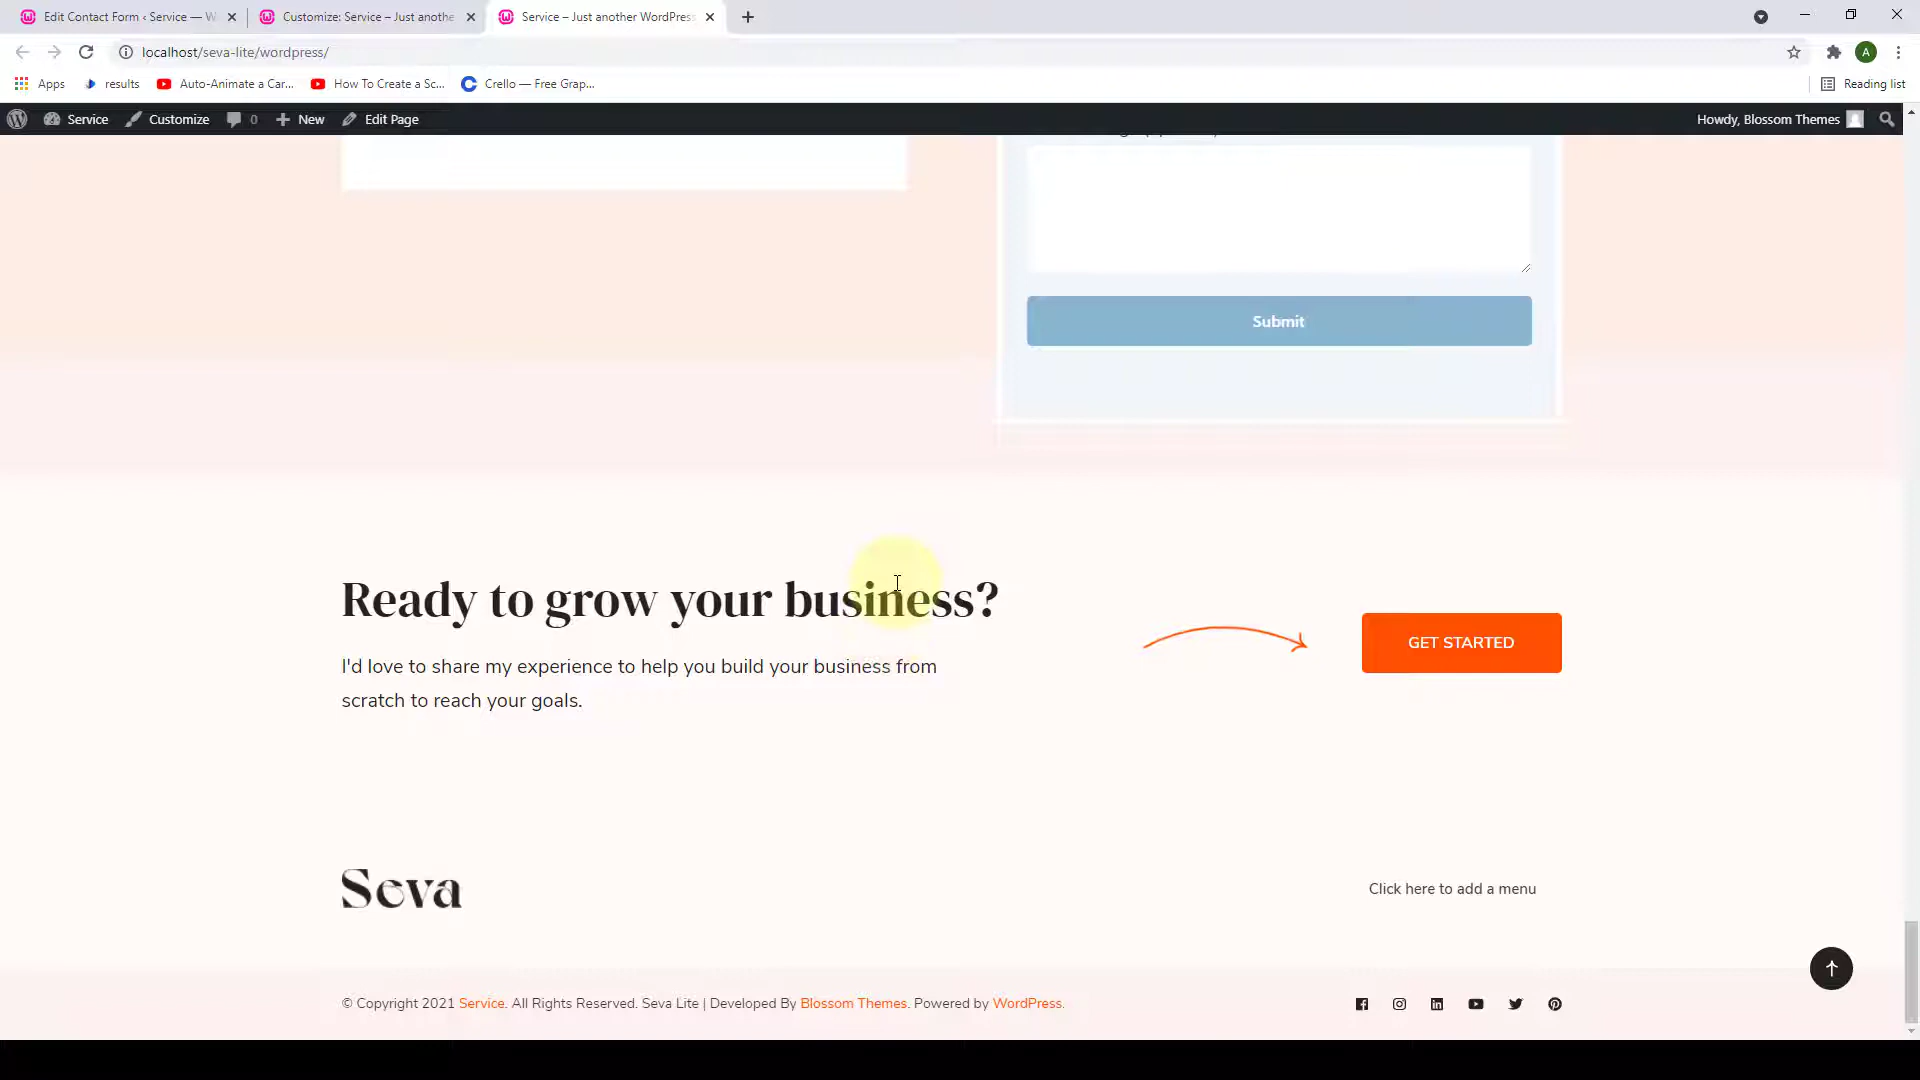 Edit Contact Form ‹ Service — W
Customize: Service – Just anothe
Service – Just another WordPress
localhost/seva-lite/wordpress/
A
Apps
results
Auto-Animate a Car...
How To Create a Sc...
Crello — Free Grap...
Reading list
Service
Customize
0
New
Edit Page
Howdy, Blossom Themes
Submit
Ready to grow your business?
I'd love to share my experience to help you build your business from
scratch to reach your goals.
GET STARTED
Seva
Click here to add a menu
© Copyright 2021 Service. All Rights Reserved. Seva Lite | Developed By Blossom Themes. Powered by WordPress.